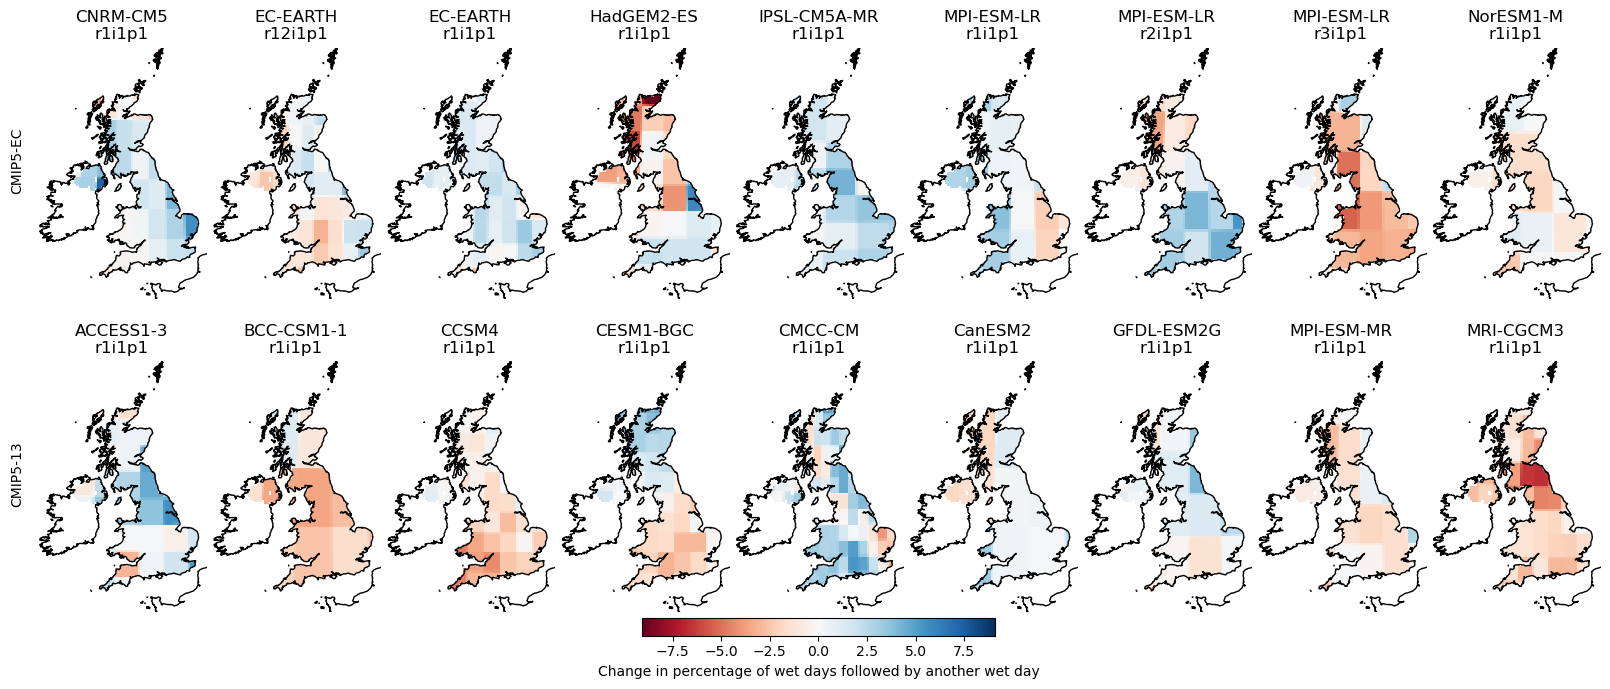 CNRM-CM5
r1i1p1
EC-EARTH
r12i1p1
EC-EARTH
r1i1p1
HadGEM2-ES
r1i1p1
IPSL-CM5A-MR
r1i1p1
MPI-ESM-LR
r1i1p1
MPI-ESM-LR
r2i1p1
MPI-ESM-LR
r3i1p1
NorESM1-M
r1i1p1
CMIP5-EC
ACCESS1-3
r1i1p1
BCC-CSM1-1
r1i1p1
CCSM4
r1i1p1
CESM1-BGC
r1i1p1
CMCC-CM
r1i1p1
CanESM2
r1i1p1
GFDL-ESM2G
r1i1p1
MPI-ESM-MR
r1i1p1
MRI-CGCM3
r1i1p1
CMIP5-13
−7.5 −5.0 −2.5 0.0 2.5 5.0 7.5
Change in percentage of wet days followed by another wet day